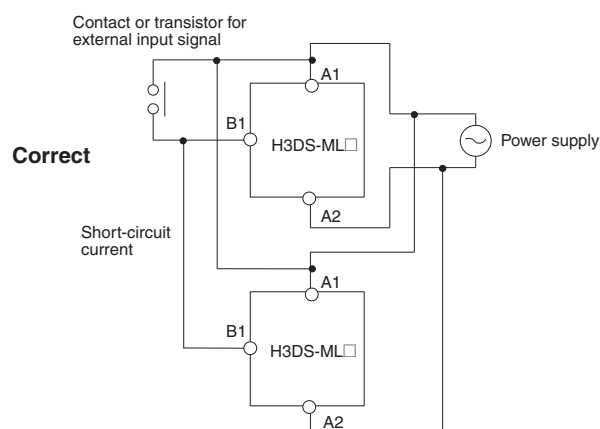 Contact or transistor for
external input signal
A1
B1
H3DS-ML□
Power supply
Correct
A2
Short-circuit
current
A1
B1
H3DS-ML□
A2